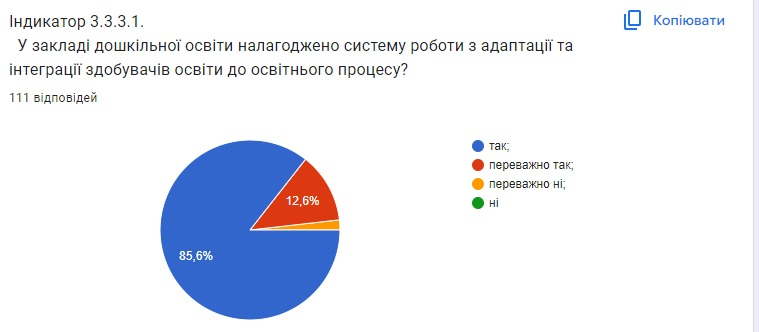 Індикатор 3.3.3.1.
Копіювати
У закладі дошкільної освіти налагоджено систему роботи з адаптації та
інтеграції здобувачів освіти до освітнього процесу?
111 відповідей
так;
переважно так;
переважно ні;
ні
12,6%
85,6%